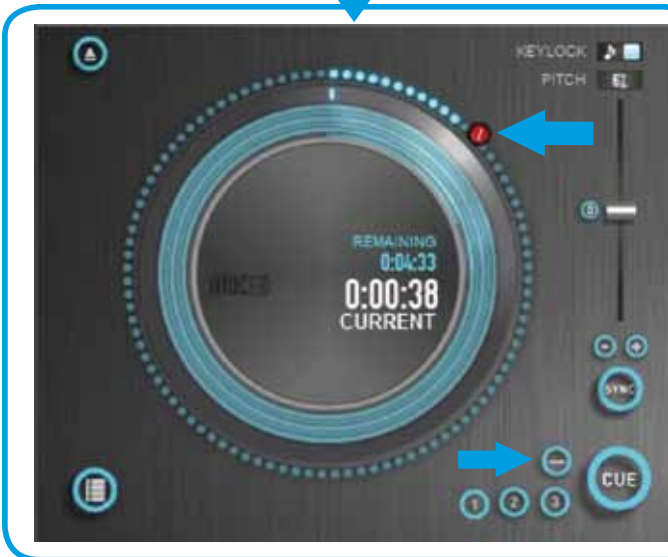 KEYLOCK
PITCH
REMAINING
0:04:33
0:00:38
CURRENT
SYNC
CUE
1 2 3